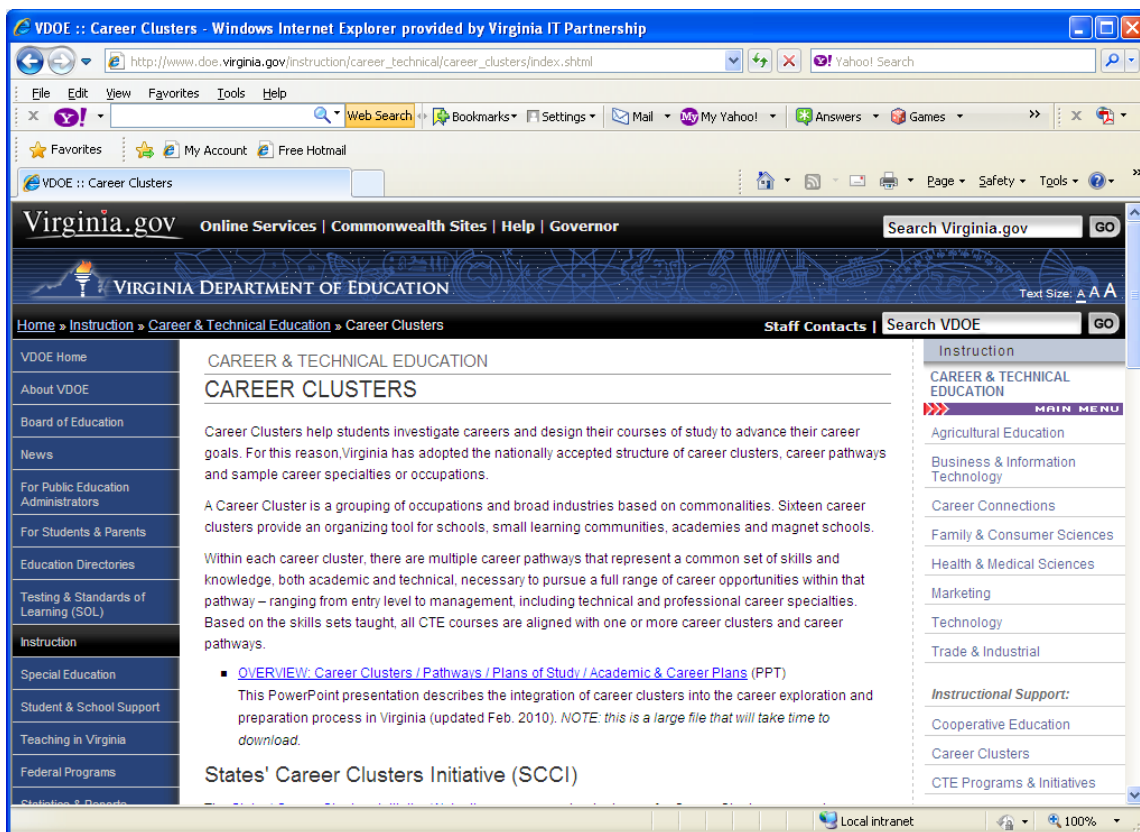 VDOE :: Career Clusters - Windows Internet Explorer provided by Virginia IT Partnership
http://www.doe.virginia.gov/instruction/career_technical/career_clusters/index.shtml
Yahoo! Search
File Edit View Favorites Tools Help
Web Search Bookmarks Settings Mail My Yahoo! Answers Games »
Favorites My Account Free Hotmail
VDOE :: Career Clusters
Page Safety Tools »
Virginia.gov Online Services | Commonwealth Sites | Help | Governor Search Virginia.gov GO
VIRGINIA DEPARTMENT OF EDUCATION
Text Size: A A A
Home » Instruction » Career & Technical Education » Career Clusters Staff Contacts | Search VDOE GO
VDOE Home
About VDOE
Board of Education
News
For Public Education
Administrators
For Students & Parents
Education Directories
Testing & Standards of
Learning (SOL)
Instruction
Special Education
Student & School Support
Teaching in Virginia
Federal Programs
Statistics & Reports
CAREER & TECHNICAL EDUCATION
CAREER CLUSTERS
Career Clusters help students investigate careers and design their courses of study to advance their career
goals. For this reason,Virginia has adopted the nationally accepted structure of career clusters, career pathways
and sample career specialties or occupations.
A Career Cluster is a grouping of occupations and broad industries based on commonalities. Sixteen career
clusters provide an organizing tool for schools, small learning communities, academies and magnet schools.
Within each career cluster, there are multiple career pathways that represent a common set of skills and
knowledge, both academic and technical, necessary to pursue a full range of career opportunities within that
pathway – ranging from entry level to management, including technical and professional career specialties.
Based on the skills sets taught, all CTE courses are aligned with one or more career clusters and career
pathways.
▪ OVERVIEW: Career Clusters / Pathways / Plans of Study / Academic & Career Plans (PPT)
This PowerPoint presentation describes the integration of career clusters into the career exploration and
preparation process in Virginia (updated Feb. 2010). NOTE: this is a large file that will take time to
download.
States' Career Clusters Initiative (SCCI)
Instruction
CAREER & TECHNICAL
EDUCATION
MAIN MENU
Agricultural Education
Business & Information
Technology
Career Connections
Family & Consumer Sciences
Health & Medical Sciences
Marketing
Technology
Trade & Industrial
Instructional Support:
Cooperative Education
Career Clusters
CTE Programs & Initiatives
Local intranet
100%